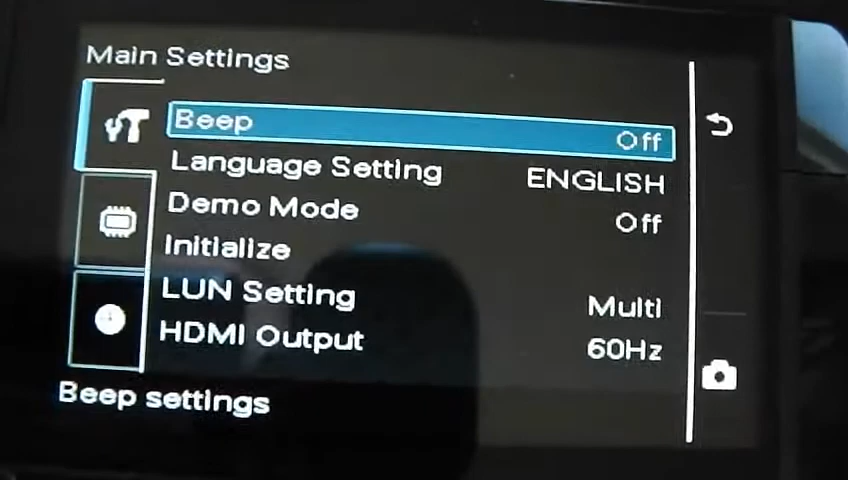 Main Settings
Beep Off
Language Setting ENGLISH
Demo Mode Off
Initialize
LUN Setting Multi
HDMI Output 60Hz
Beep settings